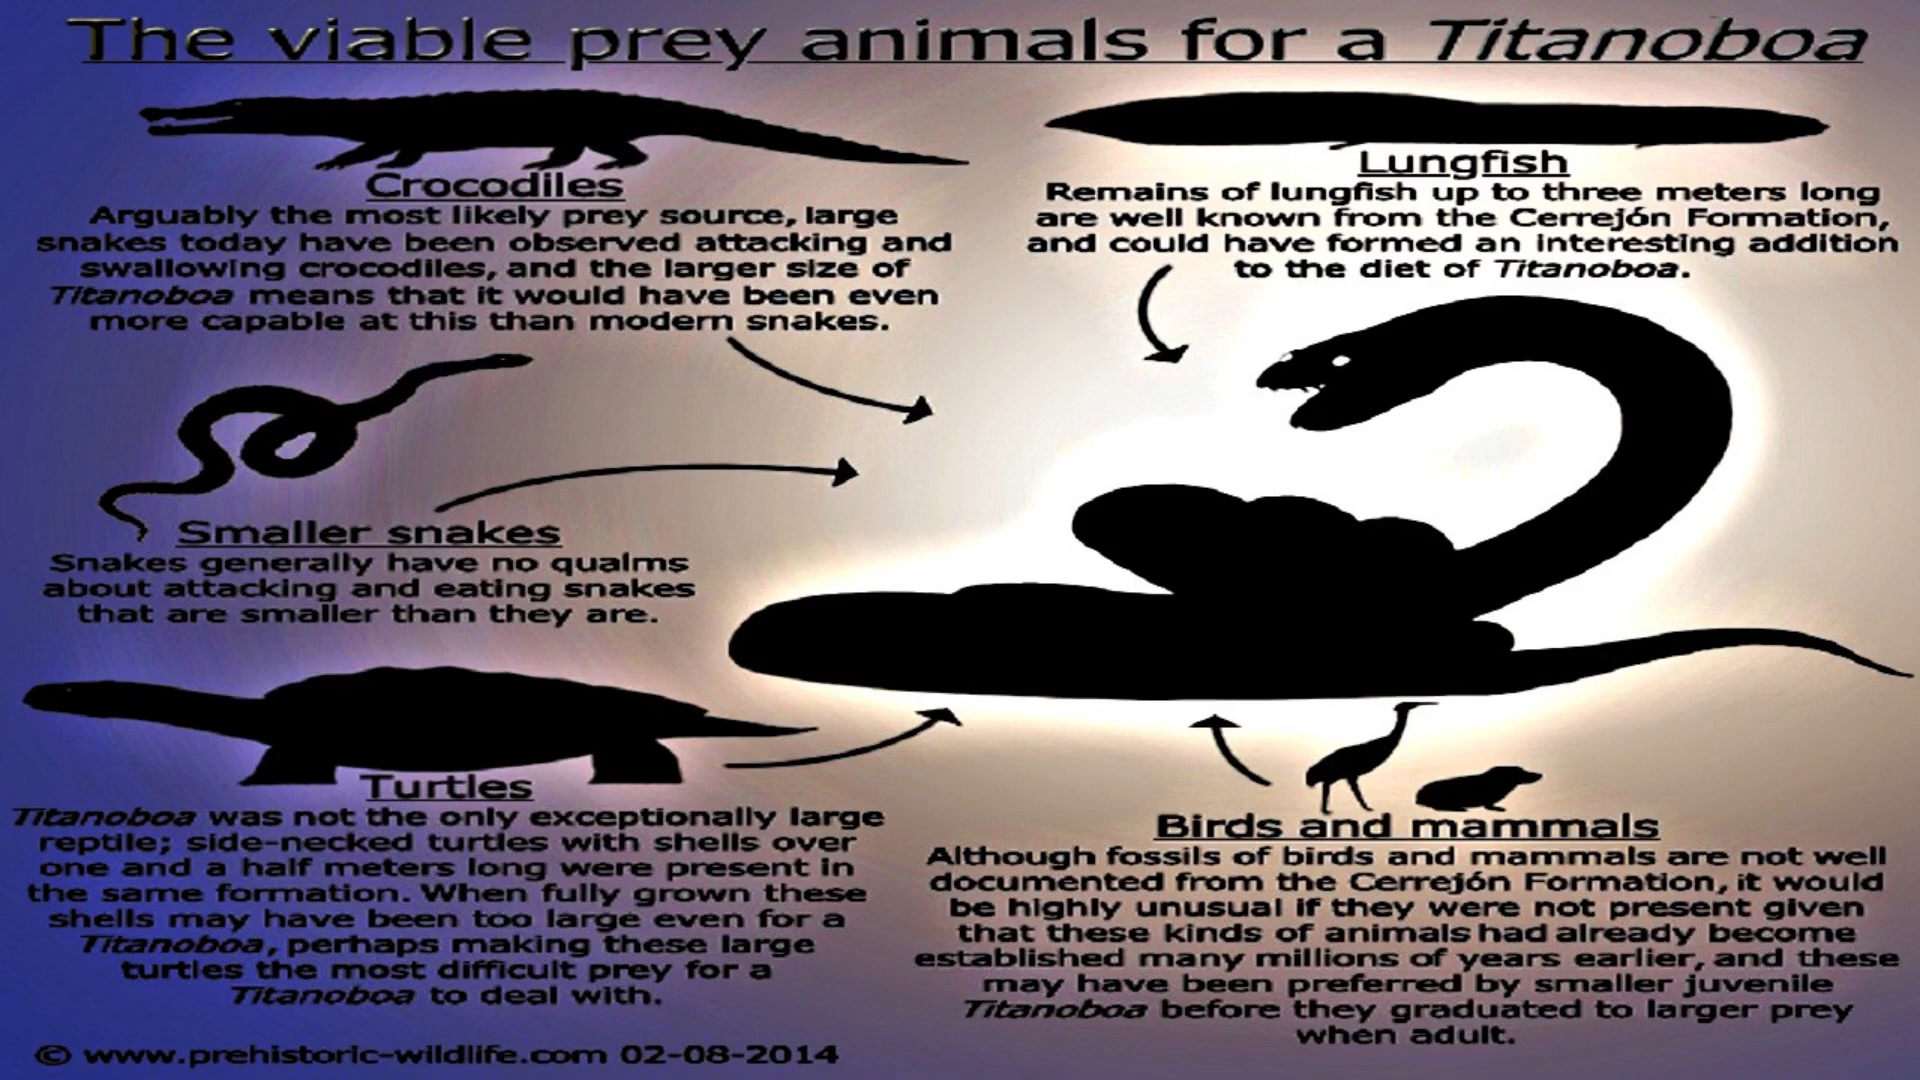 The viable prey animals for a Titanoboa
Crocodiles
Arguably the most likely prey source, large
snakes today have been observed attacking and
swallowing crocodiles, and the larger size of
Titanoboa means that it would have been even
more capable at this than modern snakes.
Lungfish
Remains of lungfish up to three meters long
are well known from the Cerrejón Formation,
and could have formed an interesting addition
to the diet of Titanoboa.
Smaller snakes
Snakes generally have no qualms
about attacking and eating snakes
that are smaller than they are.
Turtles
Titanoboa was not the only exceptionally large
reptile; side-necked turtles with shells over
one and a half meters long were present in
the same formation. When fully grown these
shells may have been too large even for a
Titanoboa, perhaps making these large
turtles the most difficult prey for a
Titanoboa to deal with.
Birds and mammals
Although fossils of birds and mammals are not well
documented from the Cerrejón Formation, it would
be highly unusual if they were not present given
that these kinds of animals had already become
established many millions of years earlier, and these
may have been preferred by smaller juvenile
Titanoboa before they graduated to larger prey
when adult.
© www.prehistoric-wildlife.com 02-08-2014